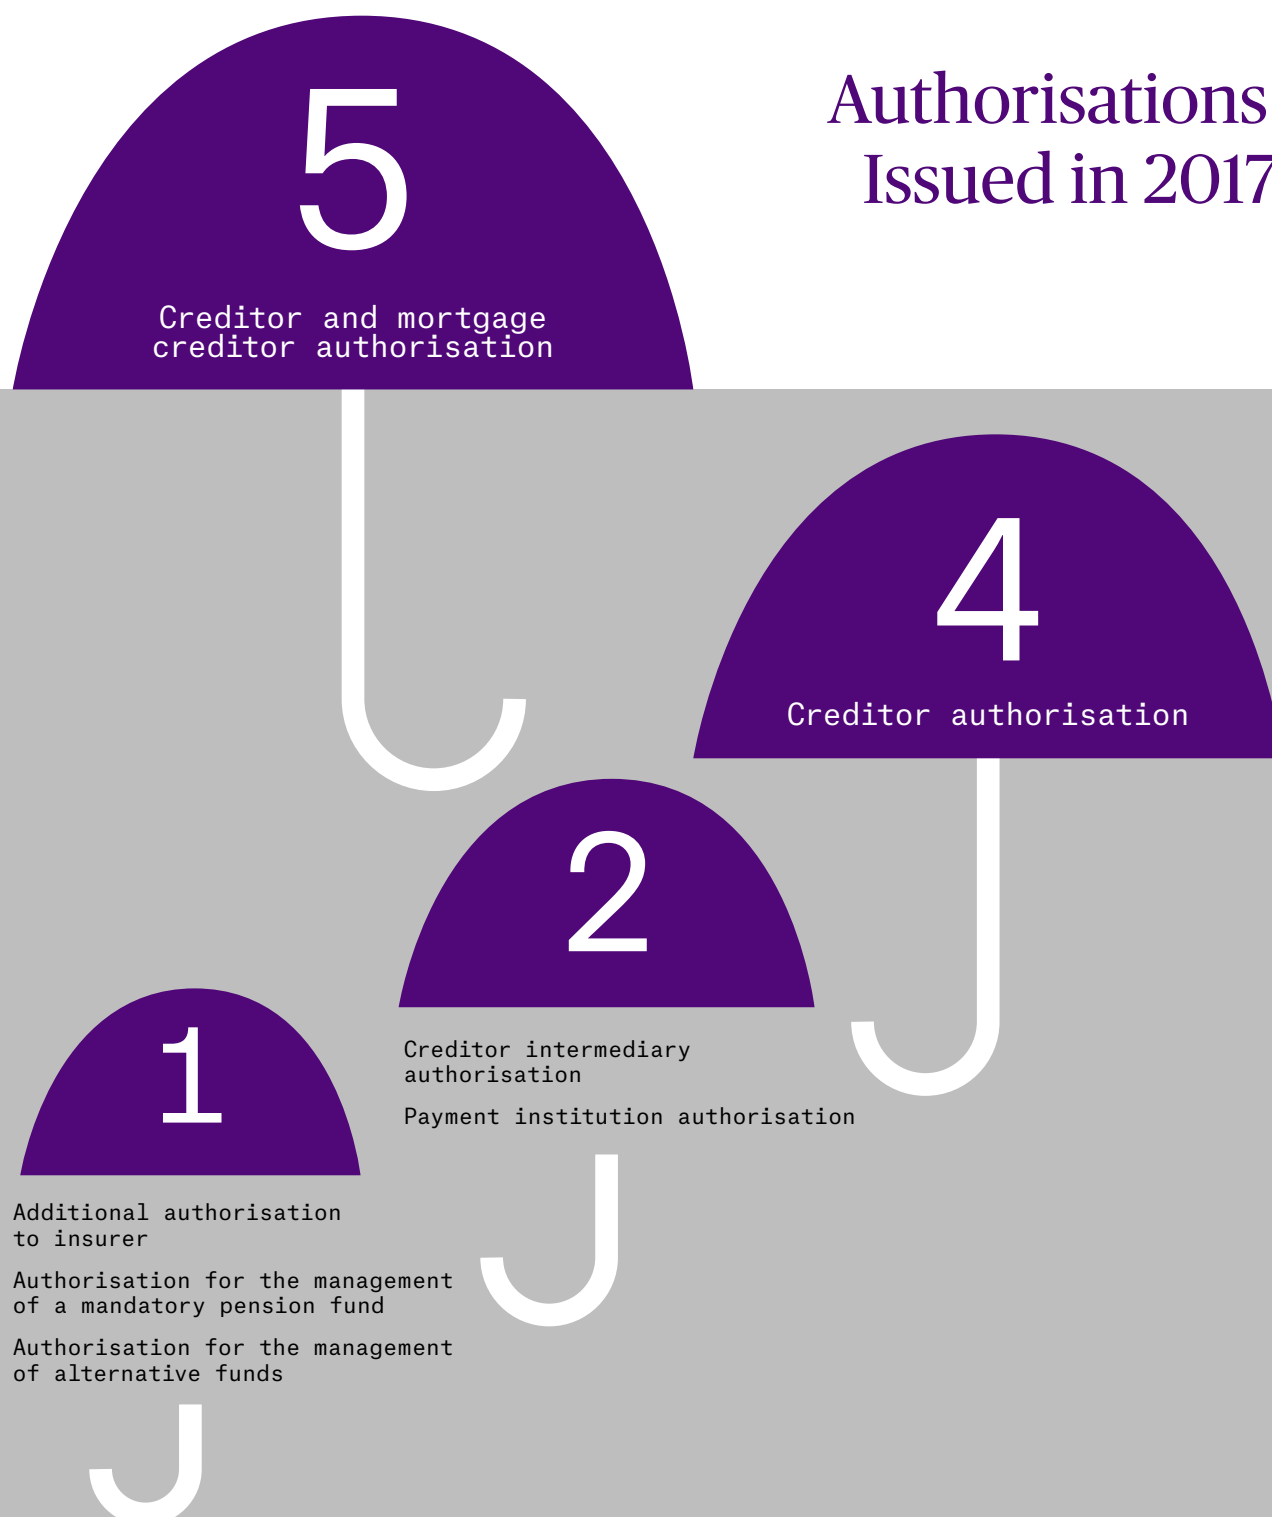 Authorisations
Issued in 2017
5
Creditor and mortgage
creditor authorisation
4
Creditor authorisation
2
Creditor intermediary
authorisation
Payment institution authorisation
1
Additional authorisation
to insurer
Authorisation for the management
of a mandatory pension fund
Authorisation for the management
of alternative funds